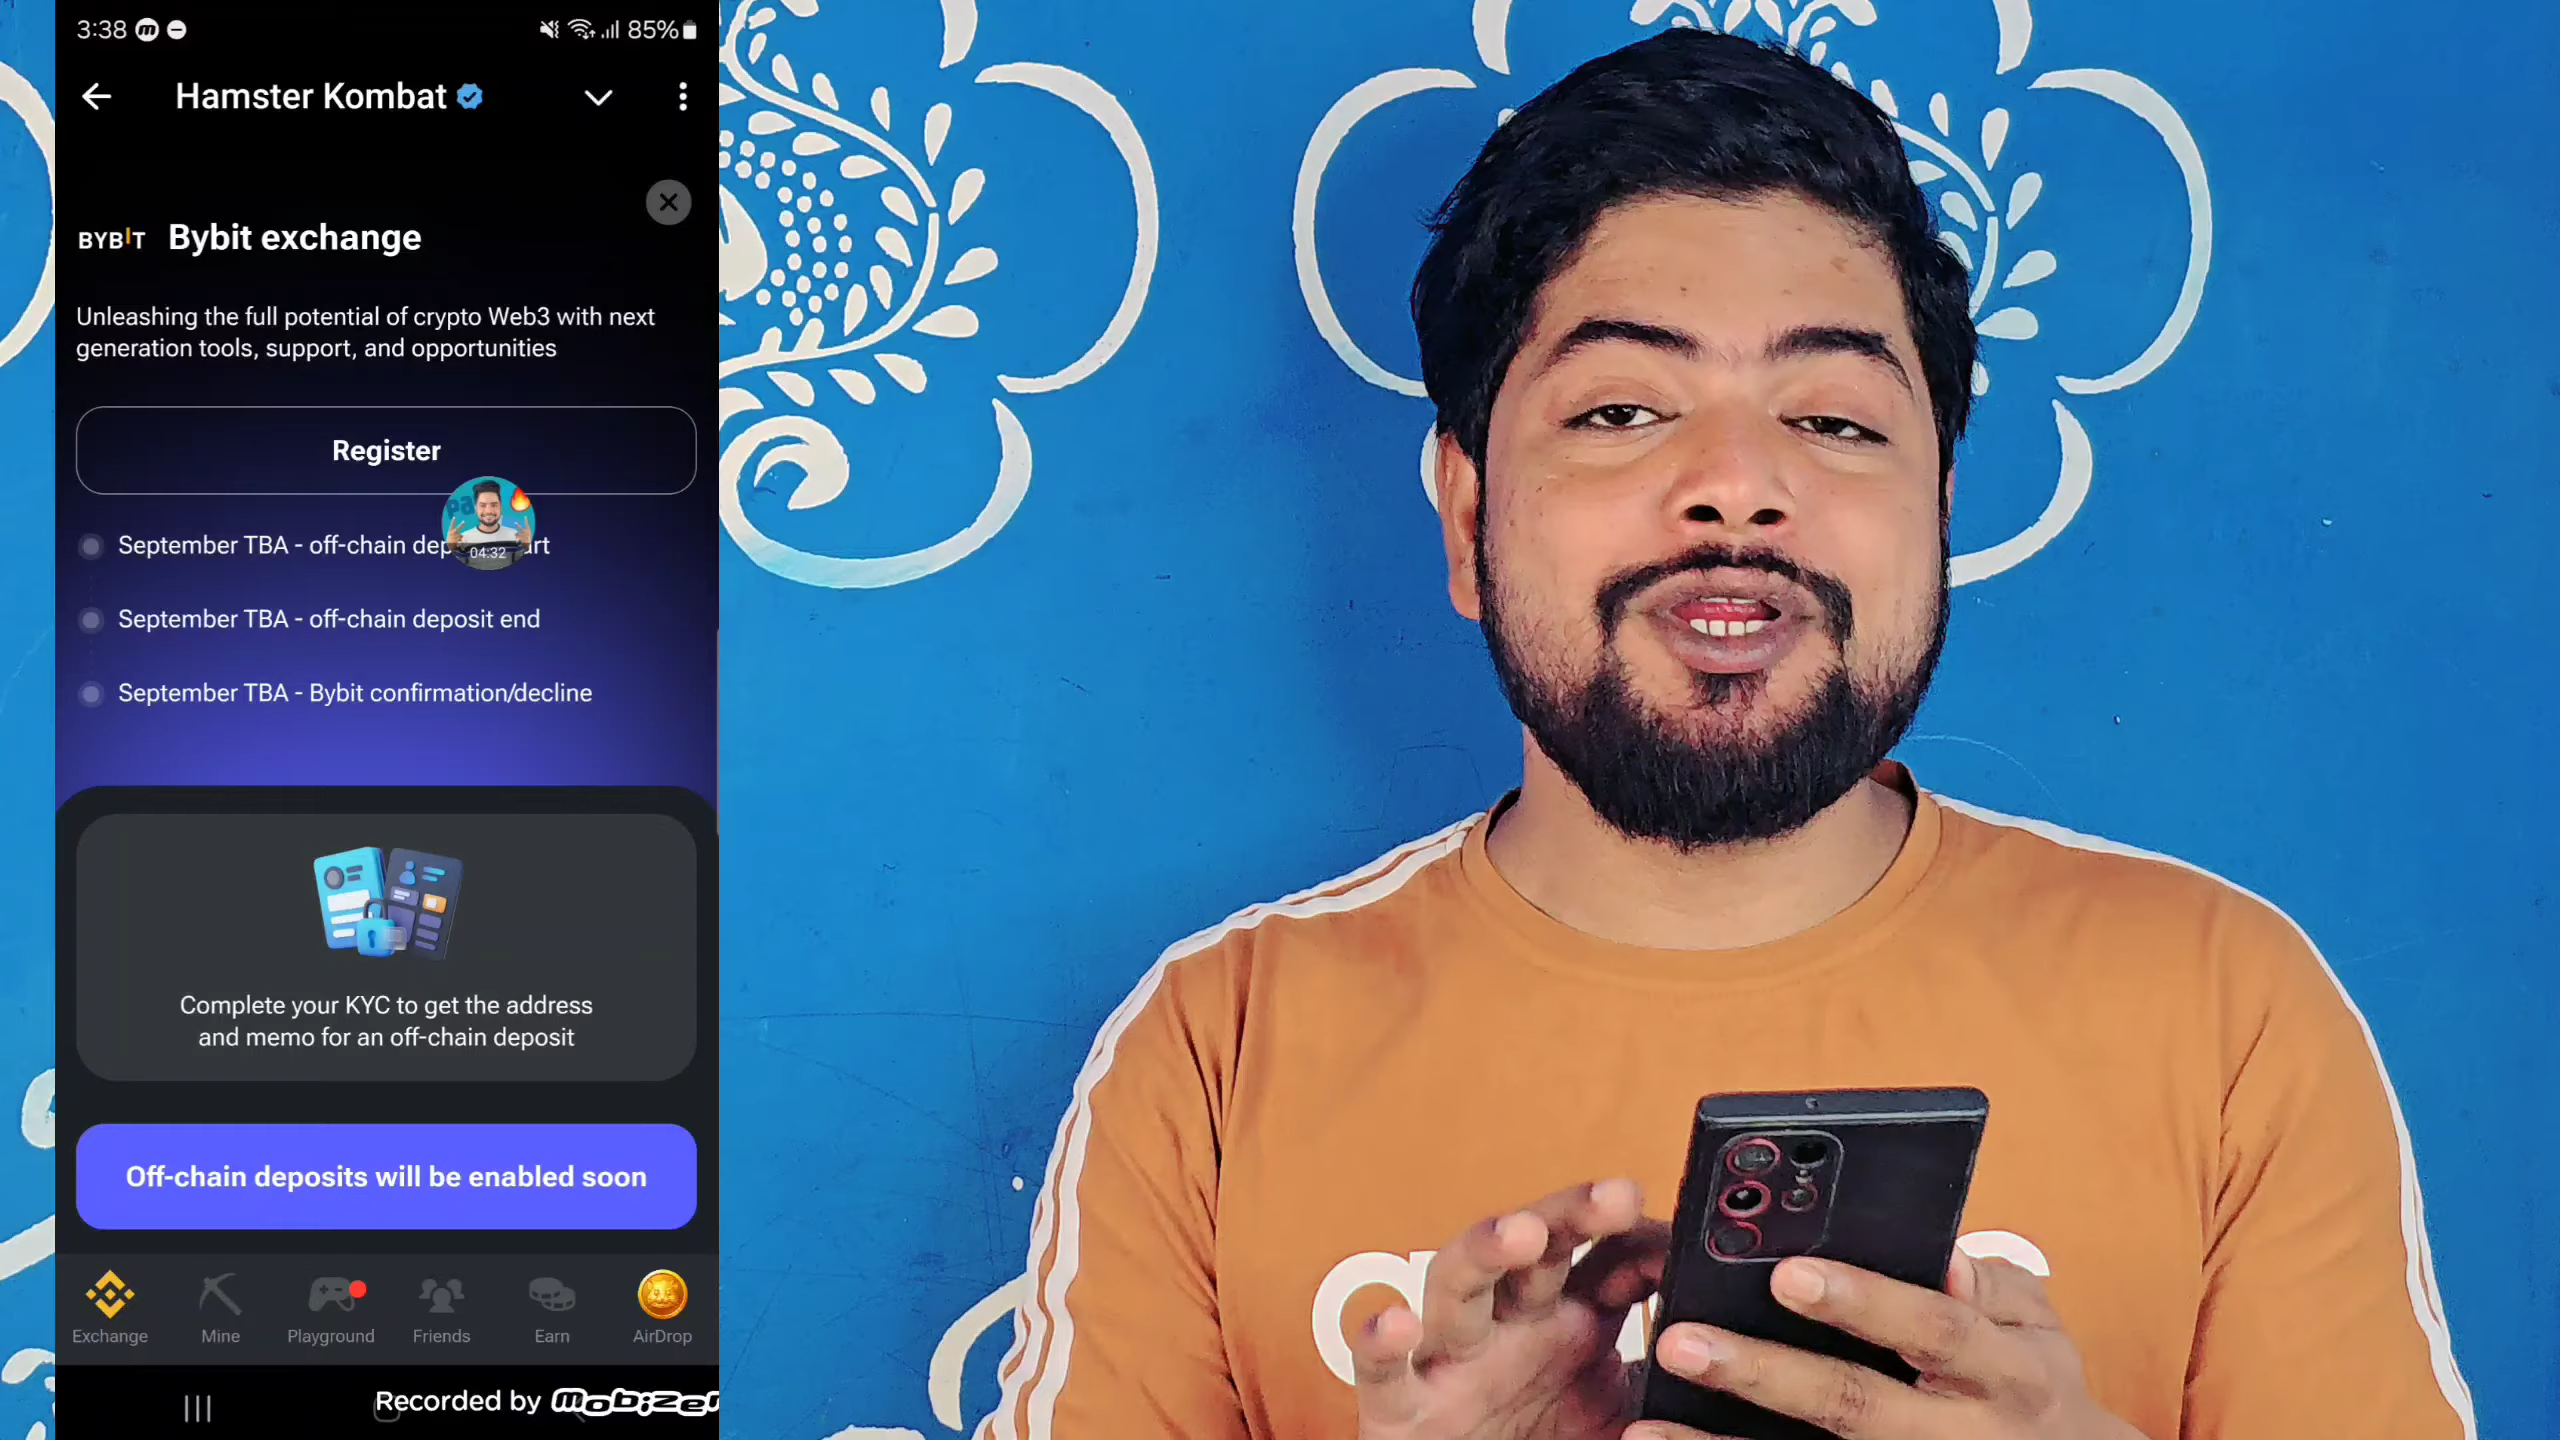 3:38
85%
Hamster Kombat
BYBIT Bybit exchange
Unleashing the full potential of crypto Web3 with next
generation tools, support, and opportunities
Register
September TBA - off-chain dep
rt
04:32
September TBA - off-chain deposit end
September TBA - Bybit confirmation/decline
Complete your KYC to get the address
and memo for an off-chain deposit
Off-chain deposits will be enabled soon
Exchange
Mine
Playground
Friends
Earn
AirDrop
Recorded by Mobizen